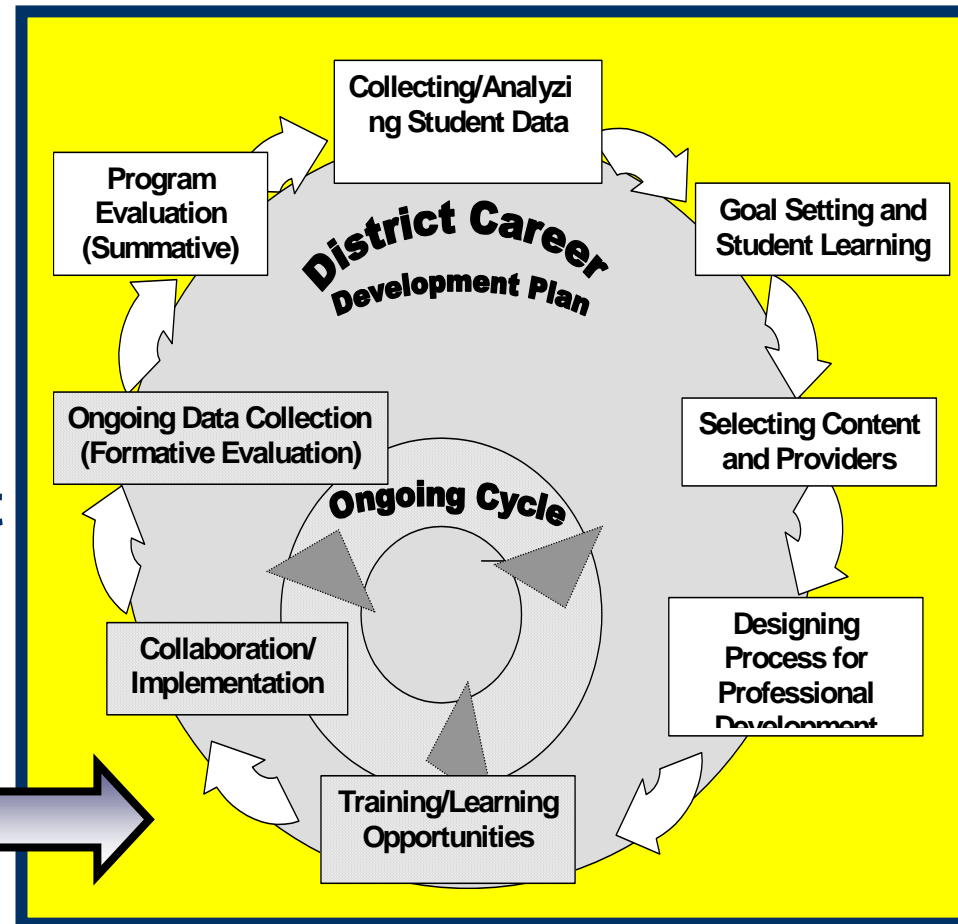 Collecting/Analyzi
ng Student Data
Goal Setting and
Student Learning
Selecting Content
and Providers
Designing
Process for
Professional
Development
Training/Learning
Opportunities
Collaboration/
Implementation
Ongoing Data Collection
(Formative Evaluation)
Program
Evaluation
(Summative)
District Career
Development Plan
Ongoing Cycle
t